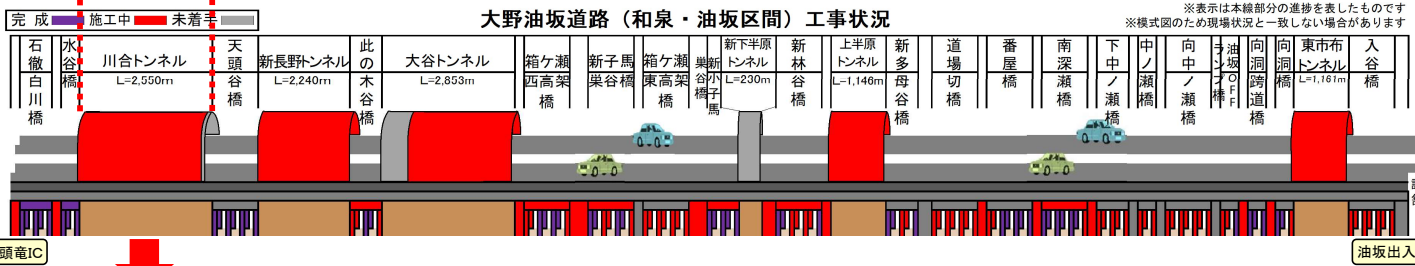 完 成 施工中 未着手
大野油坂道路（和泉・油坂区間）工事状況
※表示は本線部分の進捗を表したものです
※模式図のため現場状況と一致しない場合があります
石徹白川橋
水谷橋
川合トンネル
L=2,550m
天頭谷橋
新長野トンネル
L=2,240m
此の木谷橋
大谷トンネル
L=2,853m
箱ケ瀬
西高架橋
新子馬
巣谷橋
箱ケ瀬
東高架橋
新小子馬
巣谷橋
新下半原
トンネル
L=230m
新林谷橋
上半原
トンネル
L=1,146m
新多母谷橋
道場切橋
番屋橋
南深瀬橋
下中ノ瀬橋
中ノ瀬橋
向中ノ瀬橋
油坂OFF
ランプ橋
向洞跨道橋
向洞橋
東市布
トンネル
L=1,161m
入谷橋
頭竜IC
油坂出入